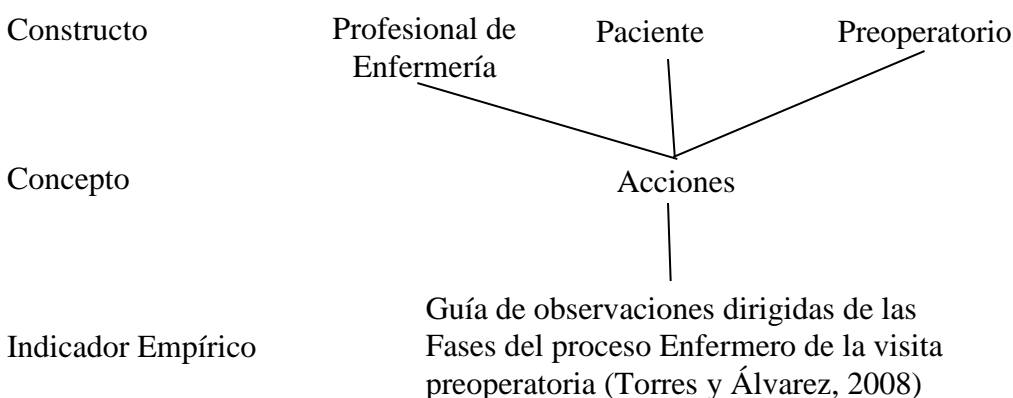 Constructo
Profesional de
Enfermería
Paciente
Preoperatorio
Concepto
Acciones
Indicador Empírico
Guía de observaciones dirigidas de las
Fases del proceso Enfermero de la visita
preoperatoria (Torres y Álvarez, 2008)